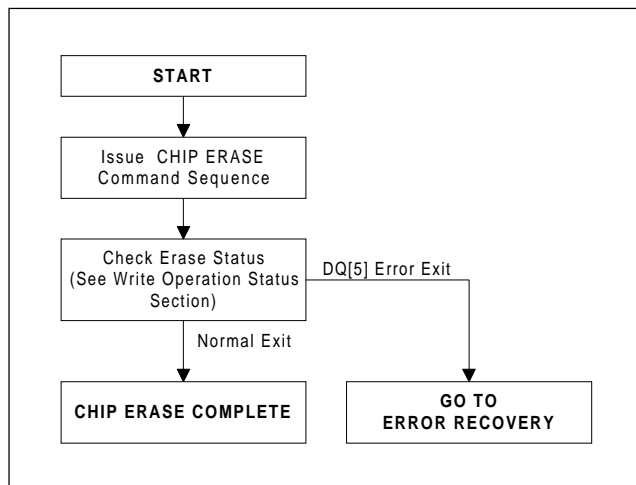 START
Issue CHIP ERASE
Command Sequence
Check Erase Status
(See Write Operation Status
Section)
DQ[5] Error Exit
Normal Exit
CHIP ERASE COMPLETE
GO TO
ERROR RECOVERY